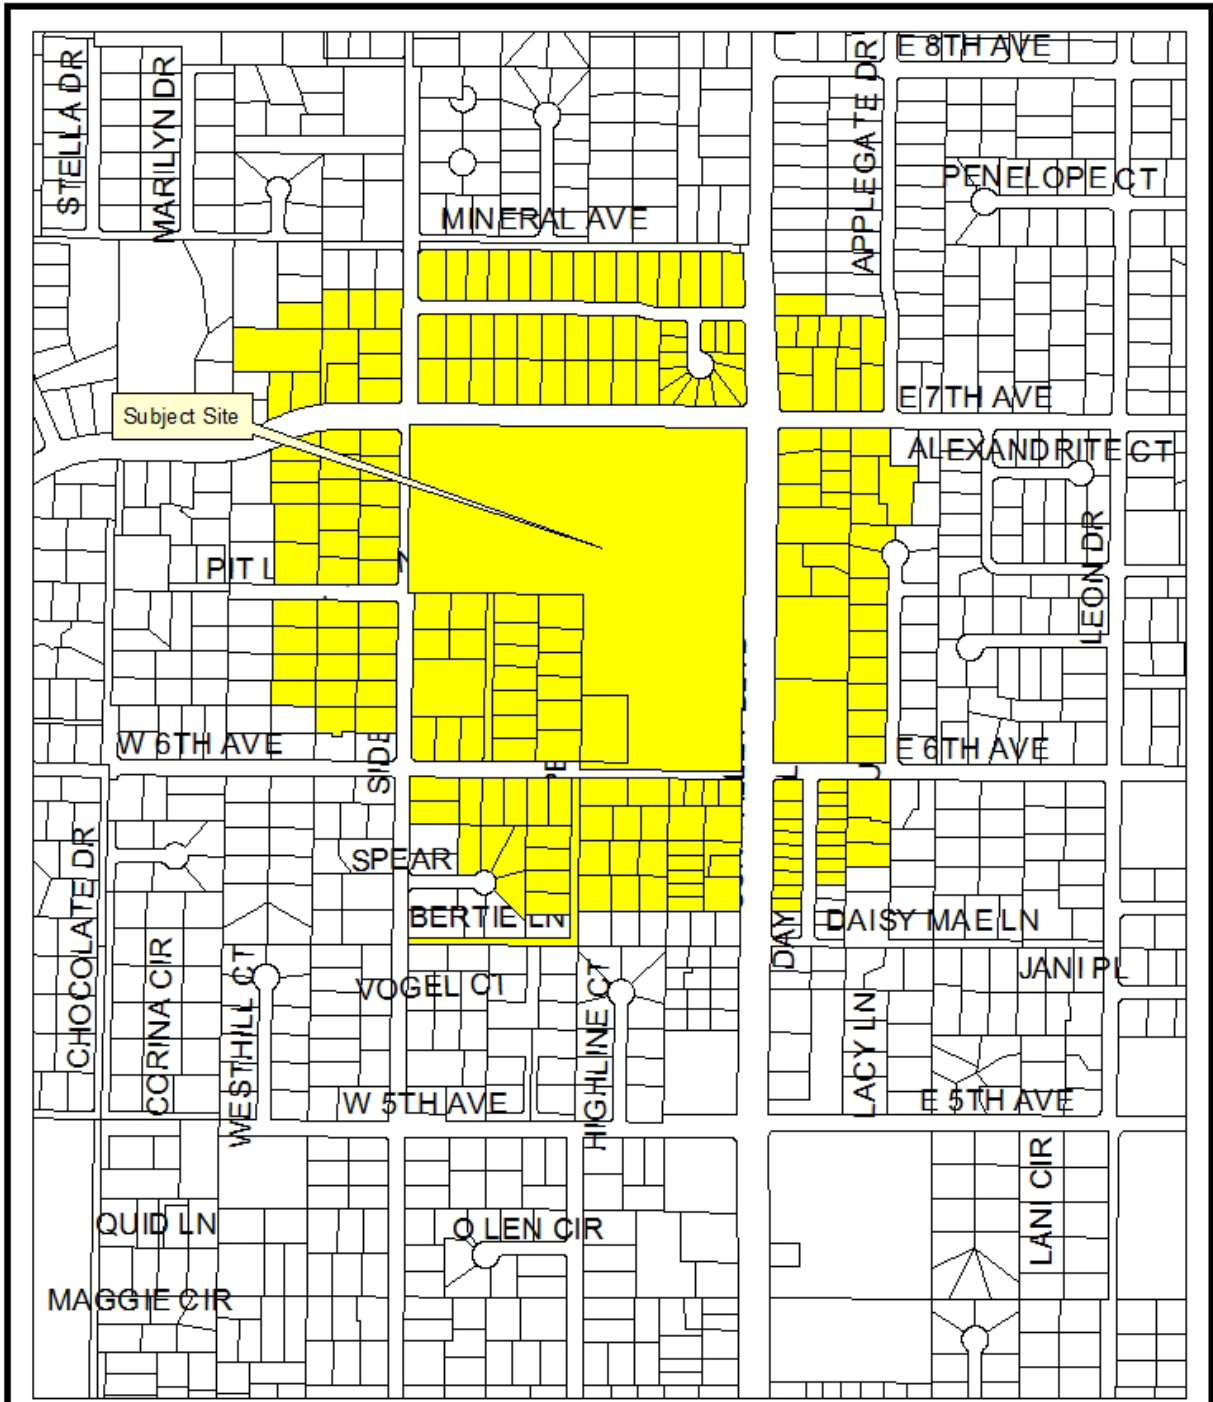 E 8TH AVE
STELLA DR
MARILYN DR
APPLEGATE DR
PENELOPE CT
MINERAL AVE
E 7TH AVE
Subject Site
ALEXANDRITE CT
LEON DR
PIT L
W 6TH AVE
SIDE
E 6TH AVE
SPEAR
CHOCOLATE DR
BERTIE LN
DAISY MAE LN
DAY
CORINA CIR
WESTHILL CT
VOGEL CT
HIGHLINE CT
JANI PL
LACY LN
W 5TH AVE
E 5TH AVE
QUID LN
O LEN CIR
LANI CIR
MAGGIE CIR